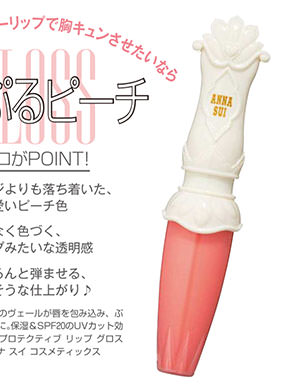 ーリップで胸キュンさせたいなら
LOSS
ぷるピーチ
コがPOINT!
ANNA
SUI
ジよりも落ち着いた、
愛いピーチ色
なく色づく、
グみたいな透明感
るんと弾ませる、
そうな仕上がり♪
のヴェールが唇を包み込み、ぷ
に。保湿&SPF20のUVカット効
プロテクティブ リップ グロス
ナ スイ コスメティックス